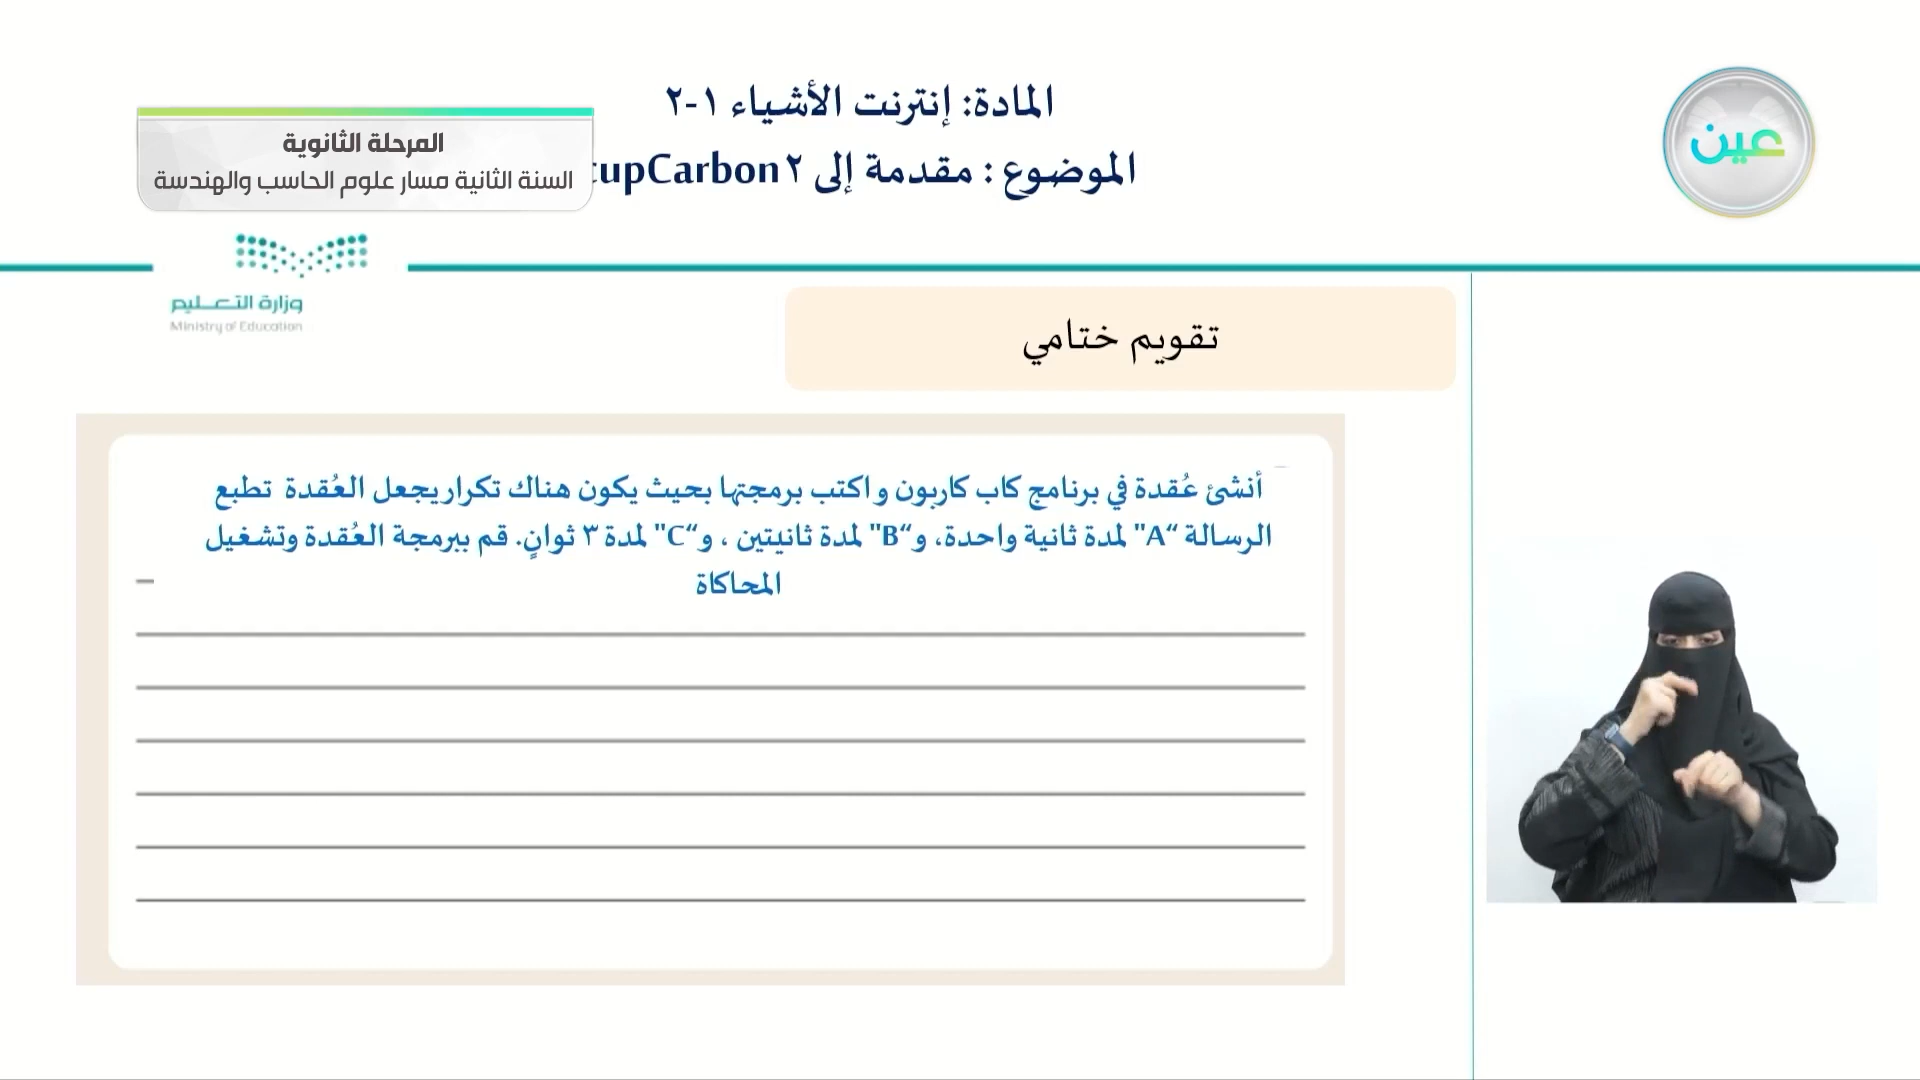 المادة: إنترنت الأشياء ١-٢
عين
المرحلة الثانوية
السنة الثانية مسار علوم الحاسب والهندسة
الموضوع : مقدمة إلى cupCarbon ٢
وزارة التعليم
Ministry of Education
تقويم ختامي
أنشئ عُقدة في برنامج كاب كاربون واكتب برمجتها بحيث يكون هناك تكرار يجعل العُقدة تطبع
الرسالة “A" لمدة ثانية واحدة، و“B" لمدة ثانيتين ، و“C" لمدة ٣ ثوانٍ. قم ببرمجة العُقدة وتشغيل
المحاكاة